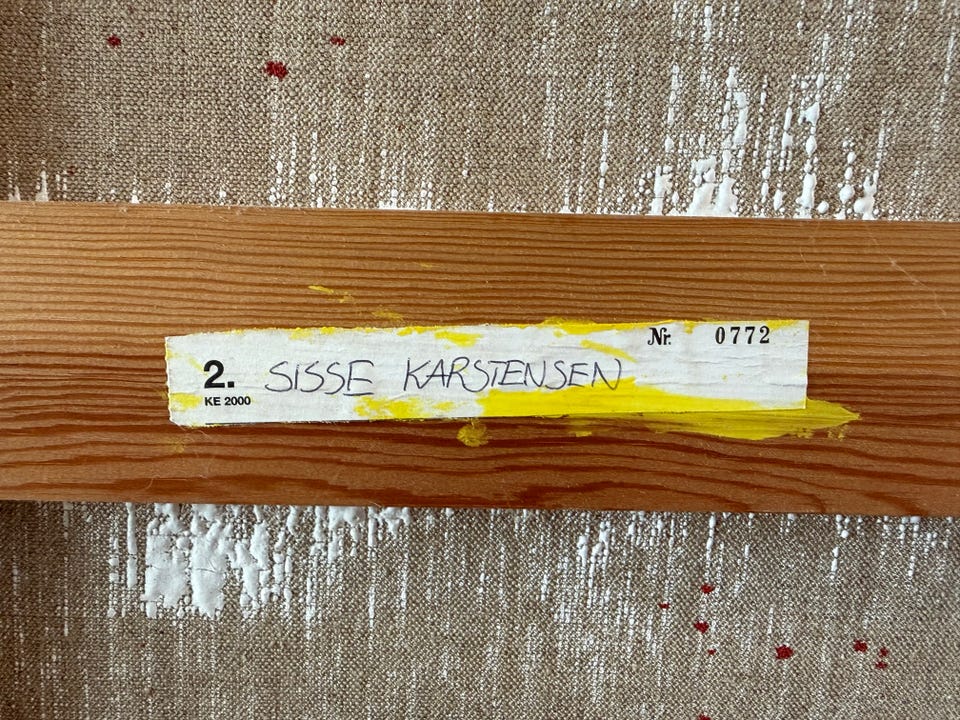 Nr. 0772
2. SISSE KARSTENSEN
KE 2000